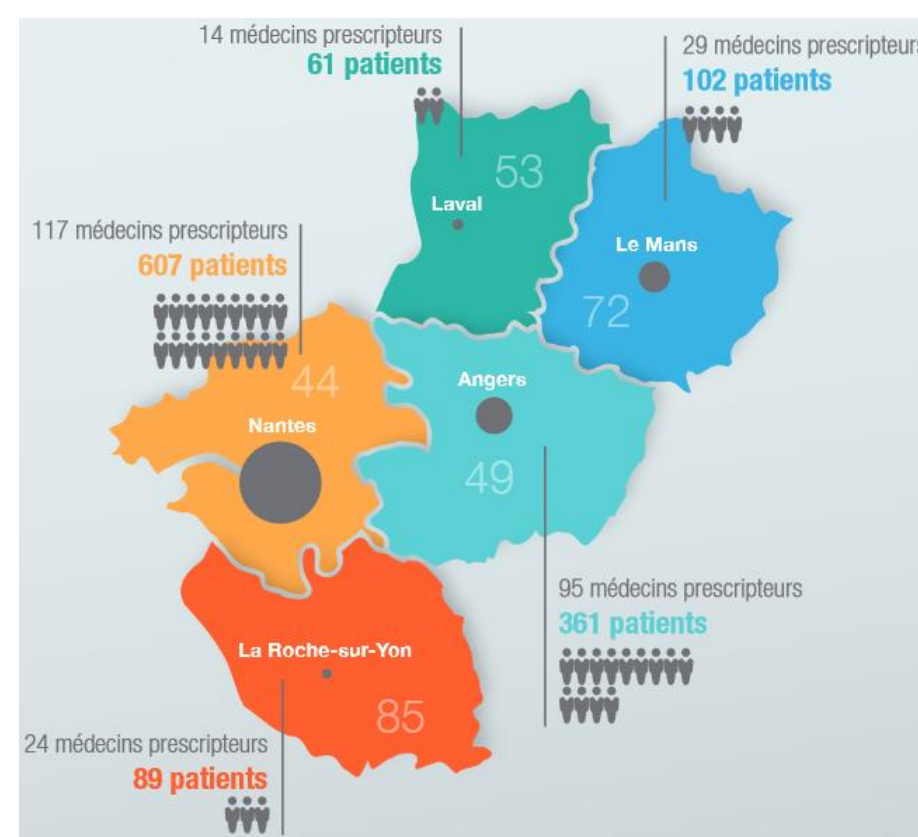 14 médecins prescripteurs
61 patients
29 médecins prescripteurs
102 patients
53
Laval
117 médecins prescripteurs
607 patients
Le Mans
72
44
Angers
Nantes
49
95 médecins prescripteurs
361 patients
La Roche-sur-Yon
85
24 médecins prescripteurs
89 patients